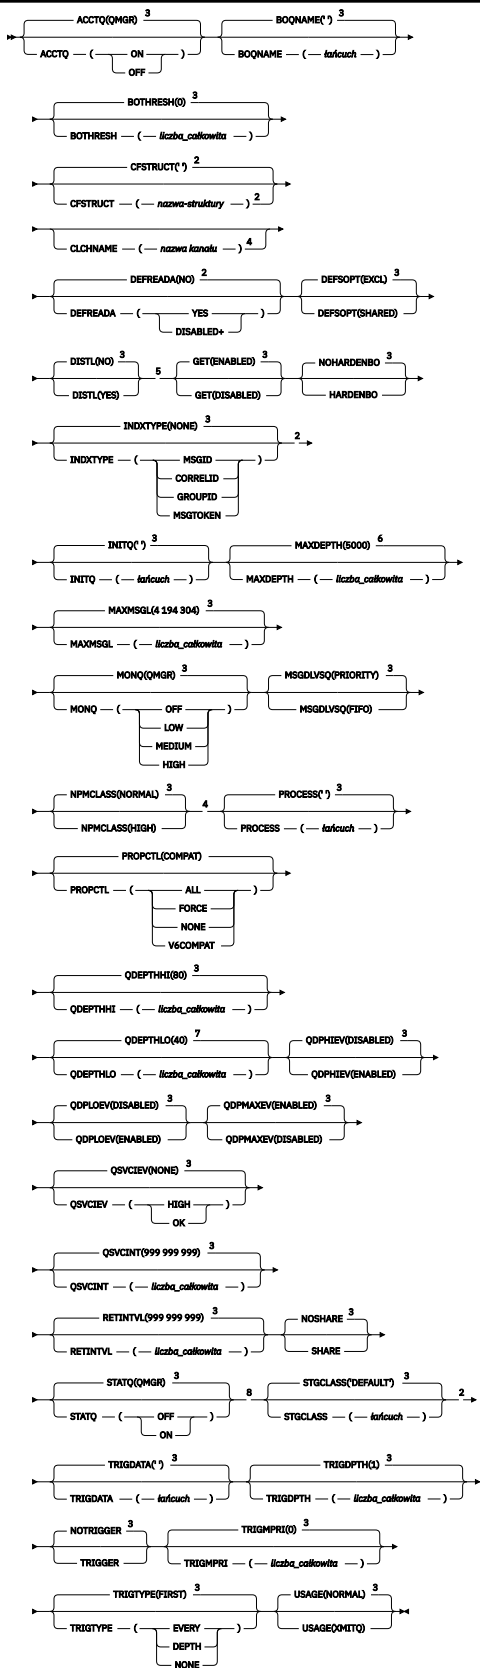 ACCTQ(QMGR) 3 BOQNAME(' ') 3
ACCTQ ( ON ) BOQNAME ( łańcuch )
OFF
BOTHRESH(0) 3
BOTHRESH ( liczba_całkowita )
CFSTRUCT(' ') 2
CFSTRUCT ( nazwa-struktury ) 2
CLCHNAME ( nazwa kanału ) 4
DEFREADA(NO) 2 DEFSOPT(EXCL) 3
DEFREADA ( YES ) DEFSOPT(SHARED)
DISABLED+
DISTL(NO) 3 5 GET(ENABLED) 3 NOHARDENBO 3
DISTL(YES) GET(DISABLED) HARDENBO
INDXTYPE(NONE) 3 2
INDXTYPE ( MSGID )
CORRELID
GROUPID
MSGTOKEN
INITQ(' ') 3 MAXDEPTH(5000) 6
INITQ ( łańcuch ) MAXDEPTH ( liczba_całkowita )
MAXMSGL(4 194 304) 3
MAXMSGL ( liczba_całkowita )
MONQ(QMGR) 3 MSGDLVSQ(PRIORITY) 3
MONQ ( OFF ) MSGDLVSQ(FIFO)
LOW
MEDIUM
HIGH
NPMCLASS(NORMAL) 3 4 PROCESS(' ') 3
NPMCLASS(HIGH) PROCESS ( łańcuch )
PROPCTL(COMPAT)
PROPCTL ( ALL )
FORCE
NONE
V6COMPAT
QDEPTHHI(80) 3
QDEPTHHI ( liczba_całkowita )
QDEPTHLO(40) 7 QDPHIEV(DISABLED) 3
QDEPTHLO ( liczba_całkowita ) QDPHIEV(ENABLED)
QDPLOEV(DISABLED) 3 QDPMAXEV(ENABLED) 3
QDPLOEV(ENABLED) QDPMAXEV(DISABLED)
QSVCIEV(NONE) 3
QSVCIEV ( HIGH )
OK
QSVCINT(999 999 999) 3
QSVCINT ( liczba_całkowita )
RETINTVL(999 999 999) 3 NOSHARE 3
RETINTVL ( liczba_całkowita ) SHARE
STATQ(QMGR) 3 8 STGCLASS('DEFAULT') 3 2
STATQ ( OFF ) STGCLASS ( łańcuch )
ON
TRIGDATA(' ') 3 TRIGDPTH(1) 3
TRIGDATA ( łańcuch ) TRIGDPTH ( liczba_całkowita )
NOTRIGGER 3 TRIGMPRI(0) 3
TRIGGER TRIGMPRI ( liczba_całkowita )
TRIGTYPE(FIRST) 3 USAGE(NORMAL) 3
TRIGTYPE ( EVERY ) USAGE(XMITQ)
DEPTH
NONE